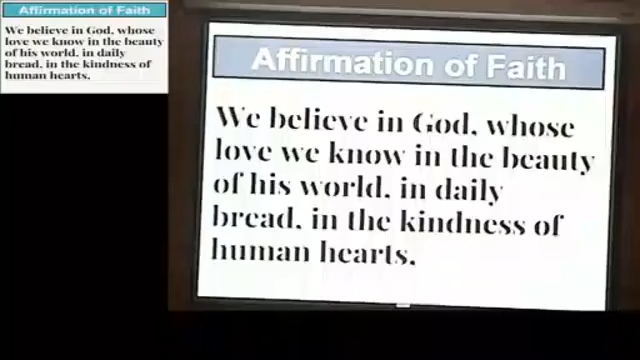 Affirmation of Faith
We believe in God, whose
love we know in the beauty
of his world, in daily
bread, in the kindness of
human hearts.
Affirmation of Faith
We believe in God, whose
love we know in the beauty
of his world, in daily
bread, in the kindness of
human hearts.